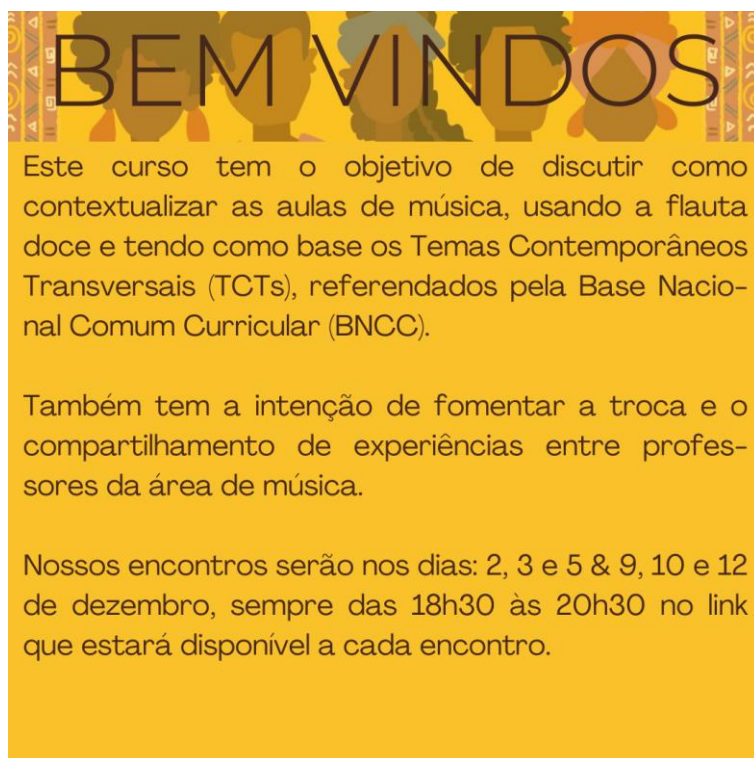 BEM VINDOS
Este curso tem o objetivo de discutir como
contextualizar as aulas de música, usando a flauta
doce e tendo como base os Temas Contemporâneos
Transversais (TCTs), referendados pela Base Nacio-
nal Comum Curricular (BNCC).
Também tem a intenção de fomentar a troca e o
compartilhamento de experiências entre profes-
sores da área de música.
Nossos encontros serão nos dias: 2, 3 e 5 & 9, 10 e 12
de dezembro, sempre das 18h30 às 20h30 no link
que estará disponível a cada encontro.